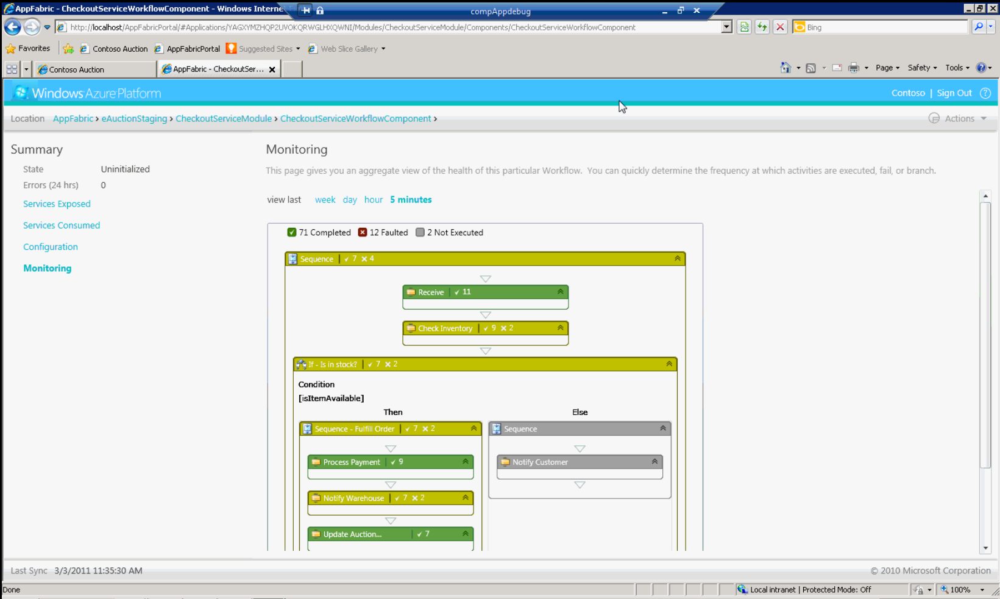 AppFabric - CheckoutServiceWorkflowComponent - Windows Interne
compAppdebug
http://localhost/AppFabricPortal/#Applications/YAGXYMZHQP2UVOKQRWGLHXQWNI/Modules/CheckoutServiceModule/Components/CheckoutServiceWorkflowComponent
Bing
Favorites Contoso Auction AppFabricPortal Suggested Sites Web Slice Gallery
Contoso Auction AppFabric - CheckoutSer... Page Safety Tools
Windows Azure Platform Contoso | Sign Out
Location AppFabric > eAuctionStaging > CheckoutServiceModule > CheckoutServiceWorkflowComponent > Actions
Summary
State Uninitialized
Errors (24 hrs) 0
Services Exposed
Services Consumed
Configuration
Monitoring
Monitoring
This page gives you an aggregate view of the health of this particular Workflow. You can quickly determine the frequency at which activities are executed, fail, or branch.
view last week day hour 5 minutes
71 Completed 12 Faulted 2 Not Executed
Sequence | ✓ 7 ✕ 4
Receive | ✓ 11
Check Inventory | ✓ 9 ✕ 2
If - Is in stock? | ✓ 7 ✕ 2
Condition
[isItemAvailable]
Then Else
Sequence - Fulfill Order | ✓ 7 ✕ 2 Sequence
Process Payment | ✓ 9 Notify Customer
Notify Warehouse | ✓ 7 ✕ 2
Update Auction... | ✓ 7
Last Sync 3/3/2011 11:35:30 AM © 2010 Microsoft Corporation
Done Local intranet | Protected Mode: Off 100%